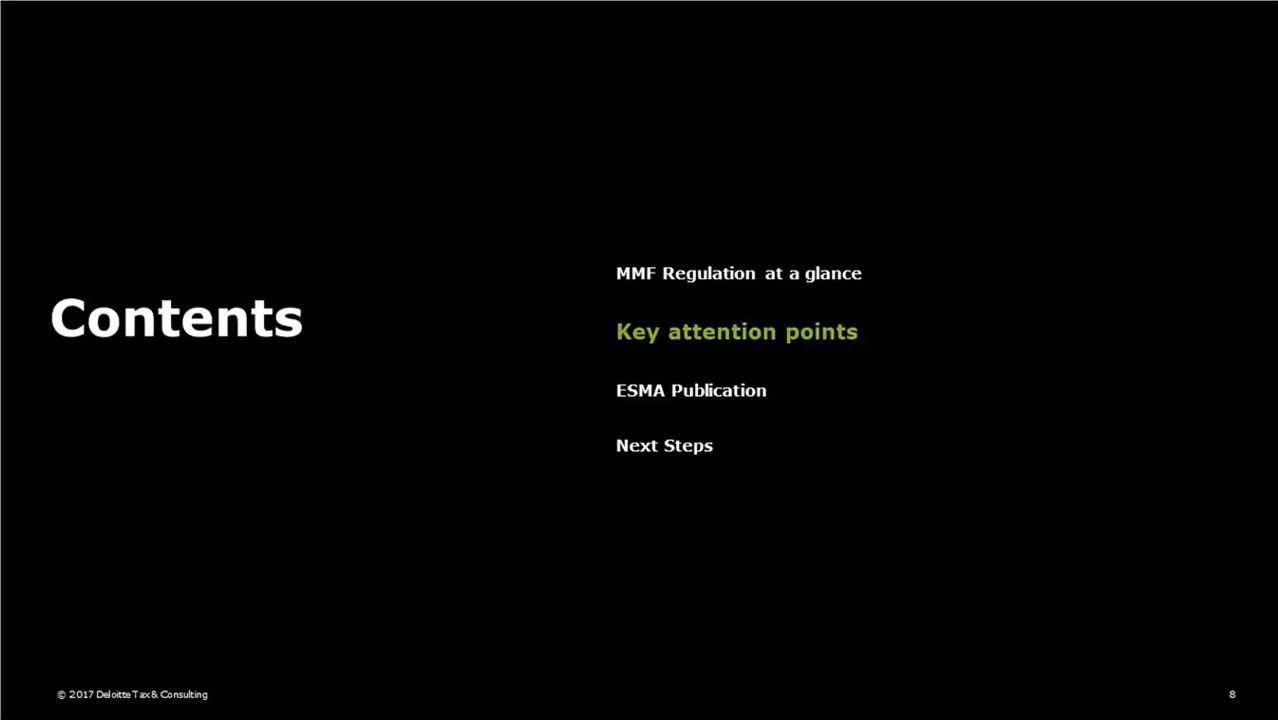 Contents
MMF Regulation at a glance
Key attention points
ESMA Publication
Next Steps
© 2017 Deloitte Tax & Consulting
8